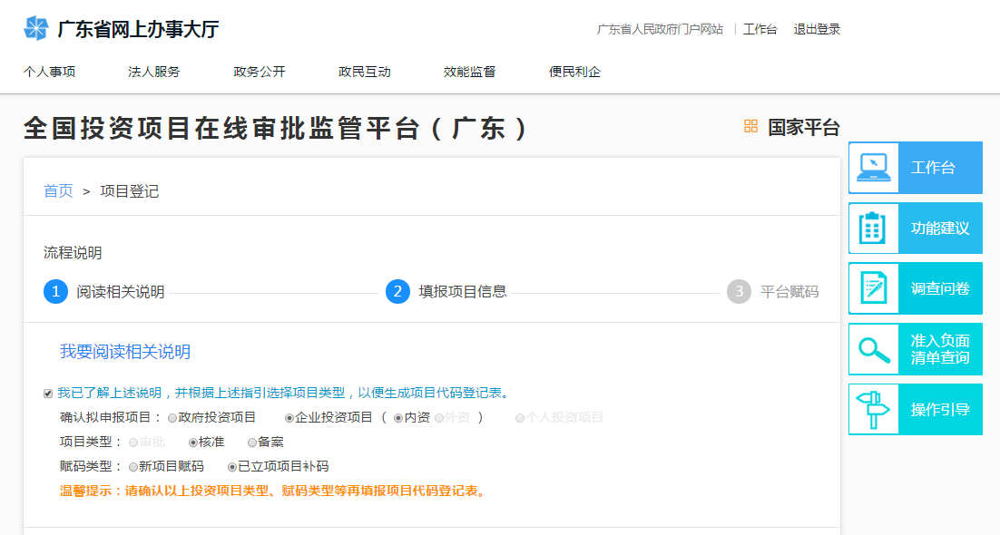 广东省网上办事大厅
广东省人民政府门户网站 | 工作台 退出登录
个人事项 法人服务 政务公开 政民互动 效能监督 便民利企
全国投资项目在线审批监管平台（广东）
国家平台
工作台
功能建议
调查问卷
准入负面
清单查询
操作引导
首页 > 项目登记
流程说明
1 阅读相关说明 2 填报项目信息 3 平台赋码
我要阅读相关说明
我已了解上述说明，并根据上述指引选择项目类型，以便生成项目代码登记表。
确认拟申报项目： 政府投资项目 企业投资项目 （ 内资 外资 ） 个人投资项目
项目类型： 审批 核准 备案
赋码类型： 新项目赋码 已立项项目补码
温馨提示：请确认以上投资项目类型、赋码类型等再填报项目代码登记表。